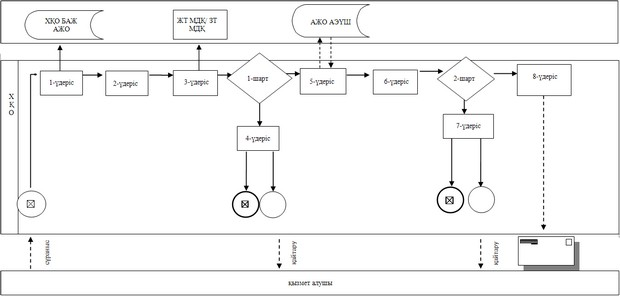 ХҚО БАЖ
АЖО
ЖТ МДҚ/ ЗТ
МДҚ
АЖО АЭҮШ
ХҚО
1-үдеріс
2-үдеріс
3-үдеріс
1-шарт
5-үдеріс
6-үдеріс
2-шарт
8-үдеріс
4-үдеріс
7-үдеріс
сұраныс
қайтару
қайтару
қызмет алушы